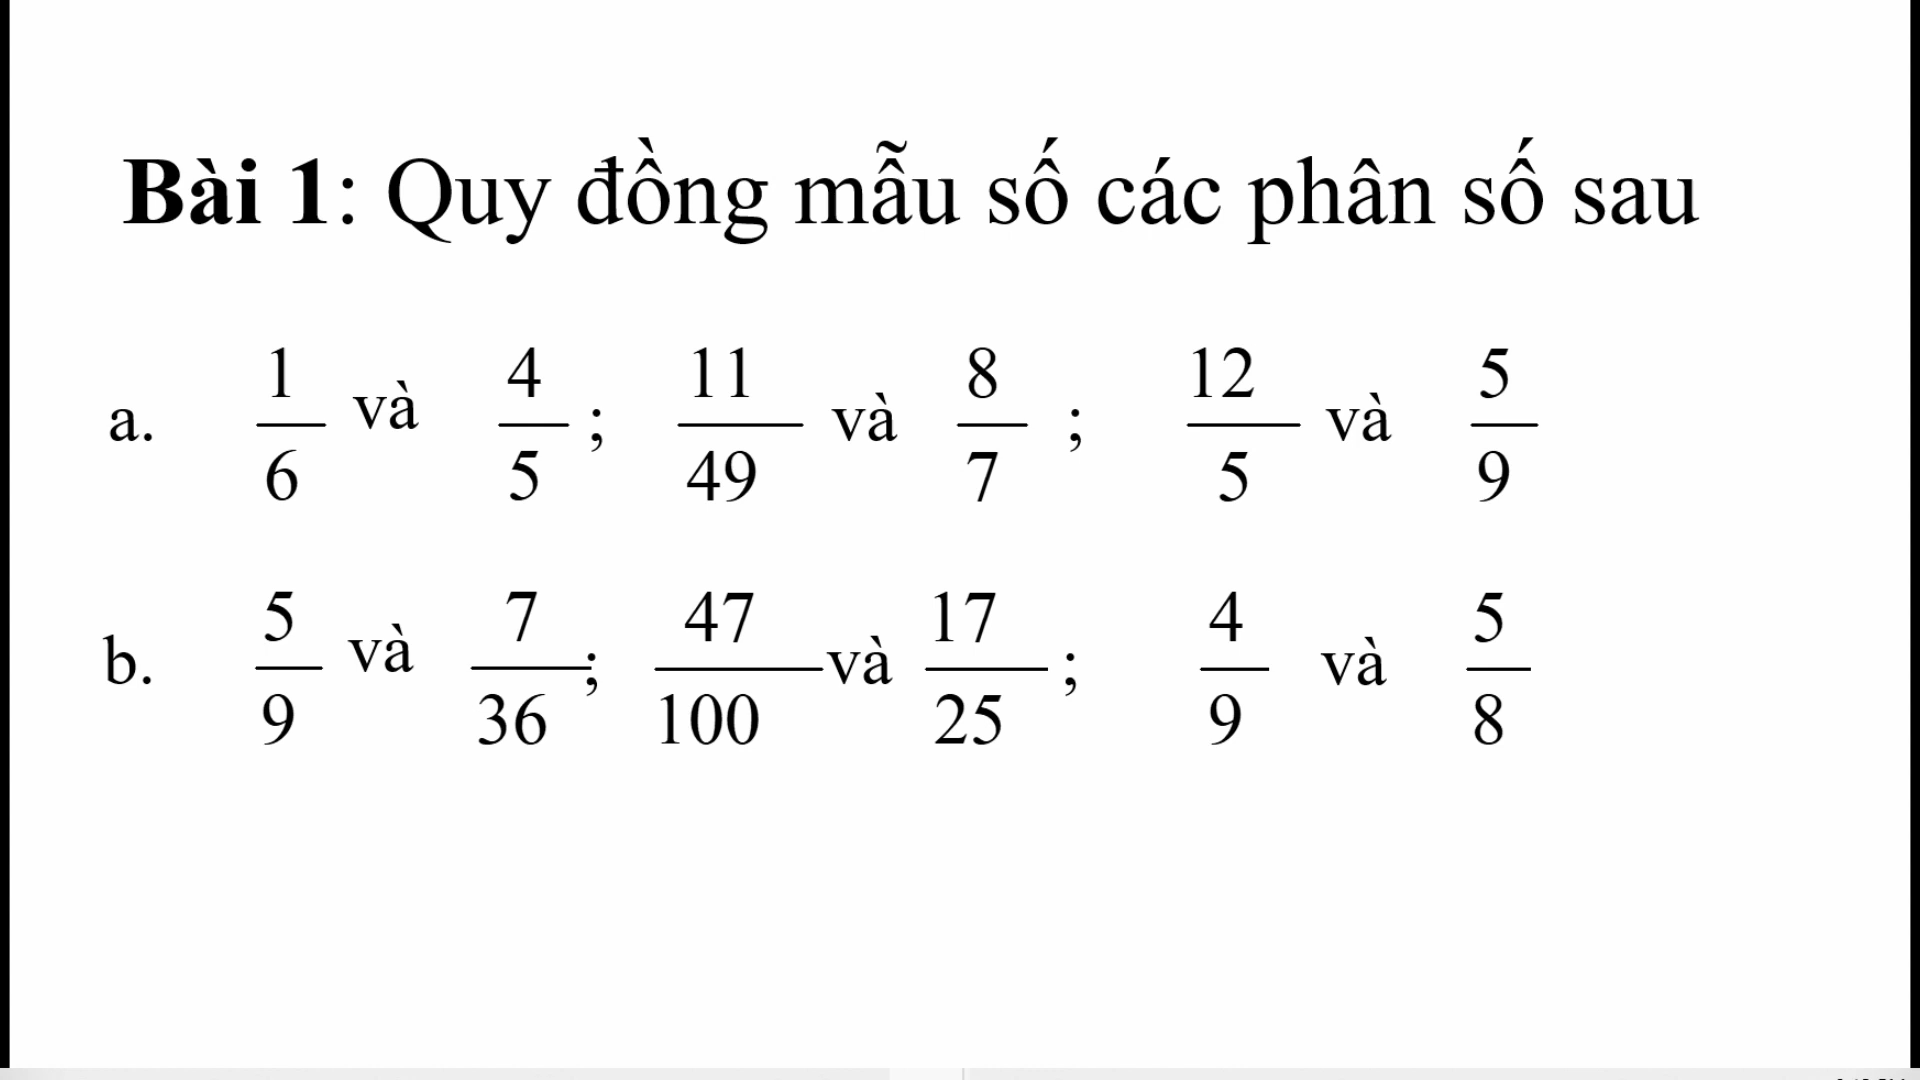 Bài 1: Quy đồng mẫu số các phân số sau
a. 1/6 và 4/5 ; 11/49 và 8/7 ; 12/5 và 5/9
b. 5/9 và 7/36 ; 47/100 và 17/25 ; 4/9 và 5/8